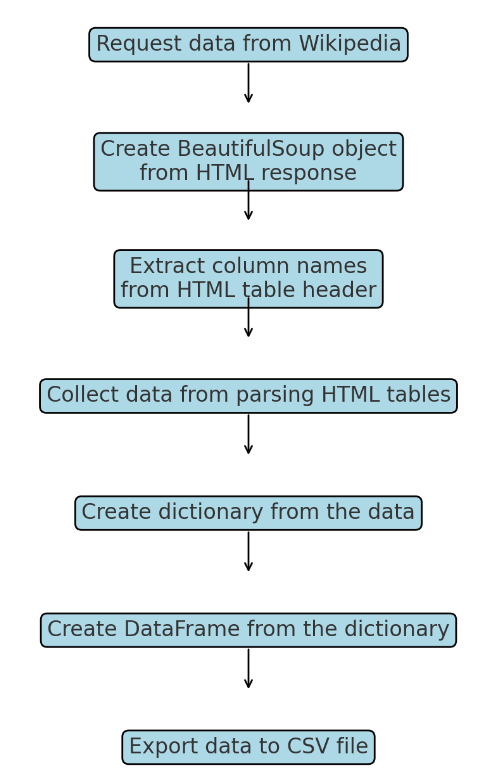 Request data from Wikipedia
Create BeautifulSoup object
from HTML response
Extract column names
from HTML table header
Collect data from parsing HTML tables
Create dictionary from the data
Create DataFrame from the dictionary
Export data to CSV file